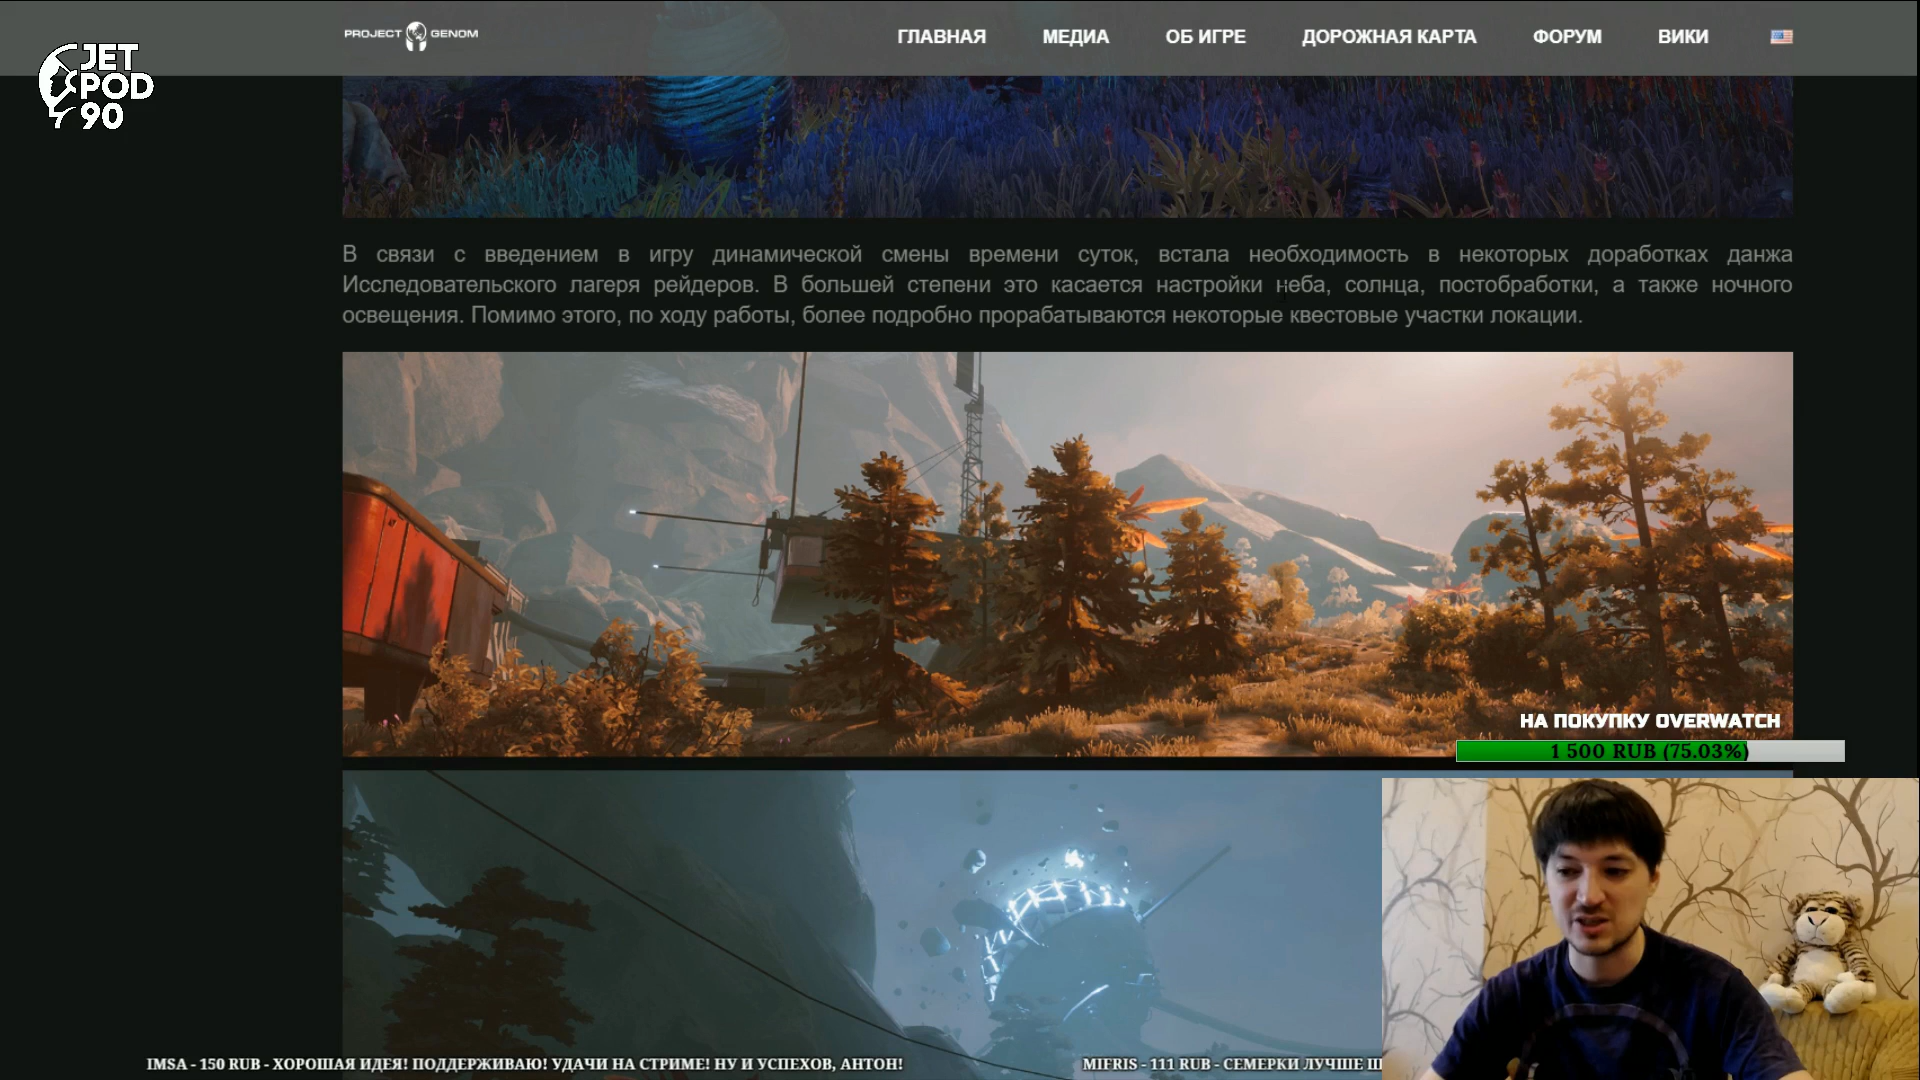 PROJECT GENOM
ГЛАВНАЯ МЕДИА ОБ ИГРЕ ДОРОЖНАЯ КАРТА ФОРУМ ВИКИ
JET
POD
90
В связи с введением в игру динамической смены времени суток, встала необходимость в некоторых доработках данжа
Исследовательского лагеря рейдеров. В большей степени это касается настройки неба, солнца, постобработки, а также ночного
освещения. Помимо этого, по ходу работы, более подробно прорабатываются некоторые квестовые участки локации.
НА ПОКУПКУ OVERWATCH
1 500 RUB (75.03%)
IMSA - 150 RUB - ХОРОШАЯ ИДЕЯ! ПОДДЕРЖИВАЮ! УДАЧИ НА СТРИМЕ! НУ И УСПЕХОВ, АНТОН!
MIFRIS - 111 RUB - СЕМЕРКИ ЛУЧШЕ